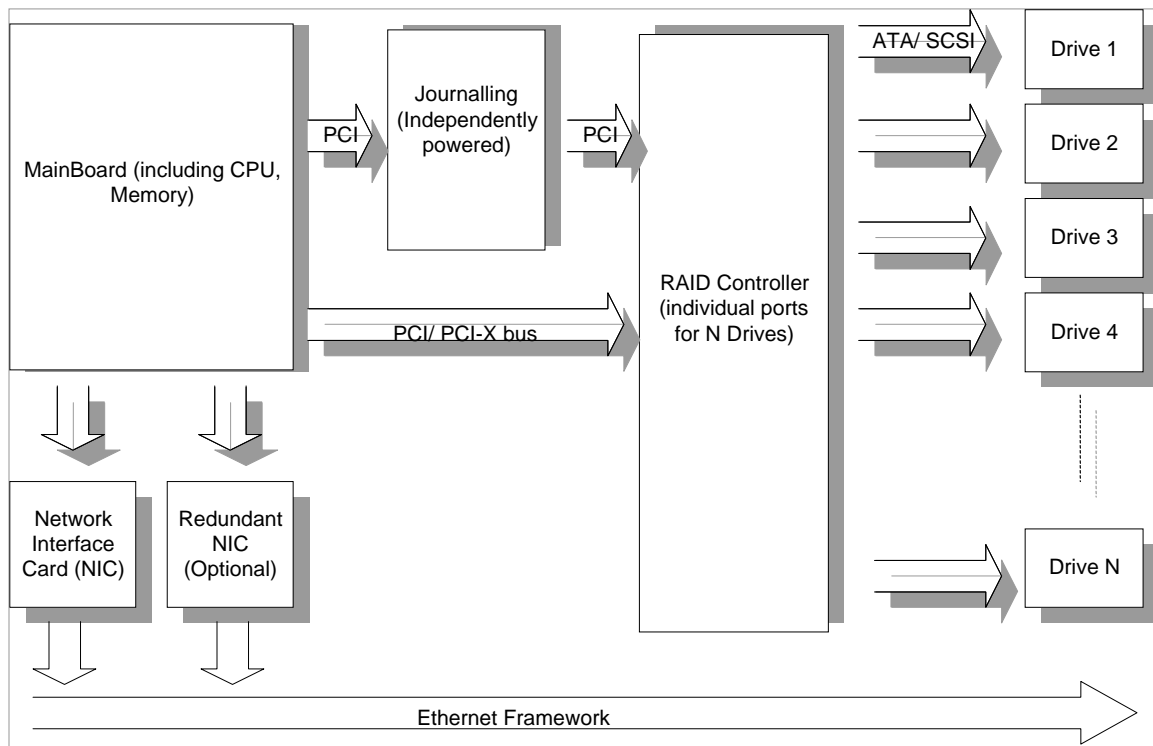 MainBoard (including CPU,
Memory)
PCI
Journalling
(Independently
powered)
PCI
PCI/ PCI-X bus
RAID Controller
(individual ports
for N Drives)
ATA/ SCSI
Drive 1
Drive 2
Drive 3
Drive 4
Drive N
Network
Interface
Card (NIC)
Redundant
NIC
(Optional)
Ethernet Framework